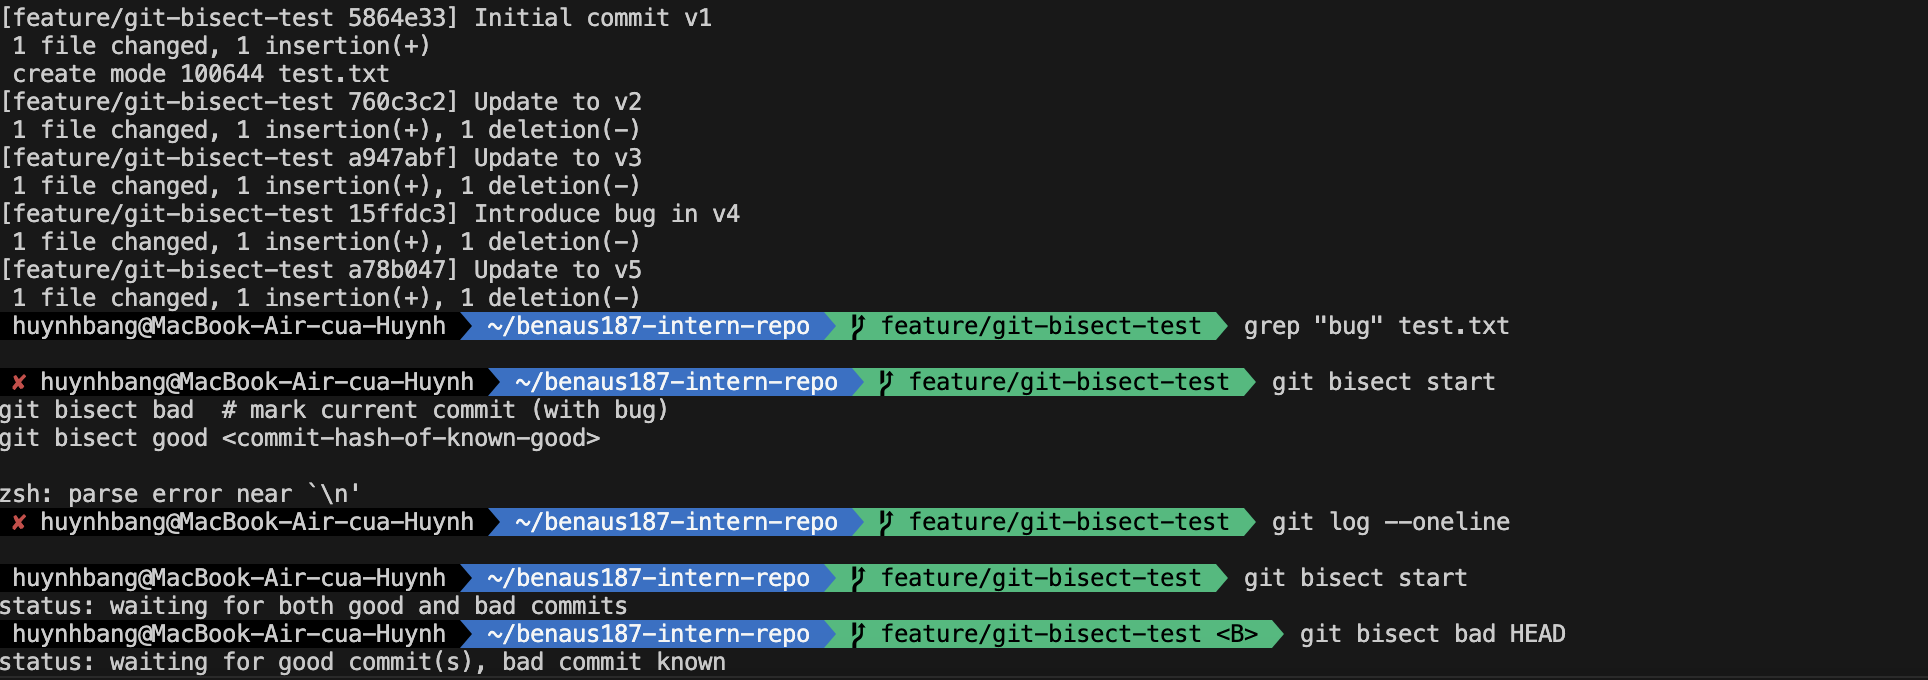 [feature/git-bisect-test 5864e33] Initial commit v1
 1 file changed, 1 insertion(+)
 create mode 100644 test.txt
[feature/git-bisect-test 760c3c2] Update to v2
 1 file changed, 1 insertion(+), 1 deletion(-)
[feature/git-bisect-test a947abf] Update to v3
 1 file changed, 1 insertion(+), 1 deletion(-)
[feature/git-bisect-test 15ffdc3] Introduce bug in v4
 1 file changed, 1 insertion(+), 1 deletion(-)
[feature/git-bisect-test a78b047] Update to v5
 1 file changed, 1 insertion(+), 1 deletion(-)
huynhbang@MacBook-Air-cua-Huynh ~/benaus187-intern-repo feature/git-bisect-test grep "bug" test.txt
✘ huynhbang@MacBook-Air-cua-Huynh ~/benaus187-intern-repo feature/git-bisect-test git bisect start
git bisect bad  # mark current commit (with bug)
git bisect good <commit-hash-of-known-good>
zsh: parse error near `\n'
✘ huynhbang@MacBook-Air-cua-Huynh ~/benaus187-intern-repo feature/git-bisect-test git log --oneline
huynhbang@MacBook-Air-cua-Huynh ~/benaus187-intern-repo feature/git-bisect-test git bisect start
status: waiting for both good and bad commits
huynhbang@MacBook-Air-cua-Huynh ~/benaus187-intern-repo feature/git-bisect-test <B> git bisect bad HEAD
status: waiting for good commit(s), bad commit known